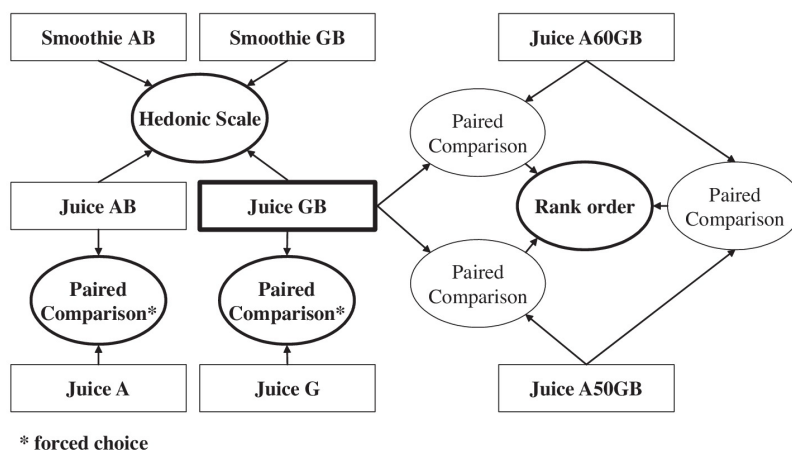 Smoothie AB
Smoothie GB
Juice A60GB
Hedonic Scale
Paired
Comparison
Juice AB
Juice GB
Rank order
Paired
Comparison
Paired
Comparison*
Paired
Comparison*
Paired
Comparison
Juice A
Juice G
Juice A50GB
* forced choice